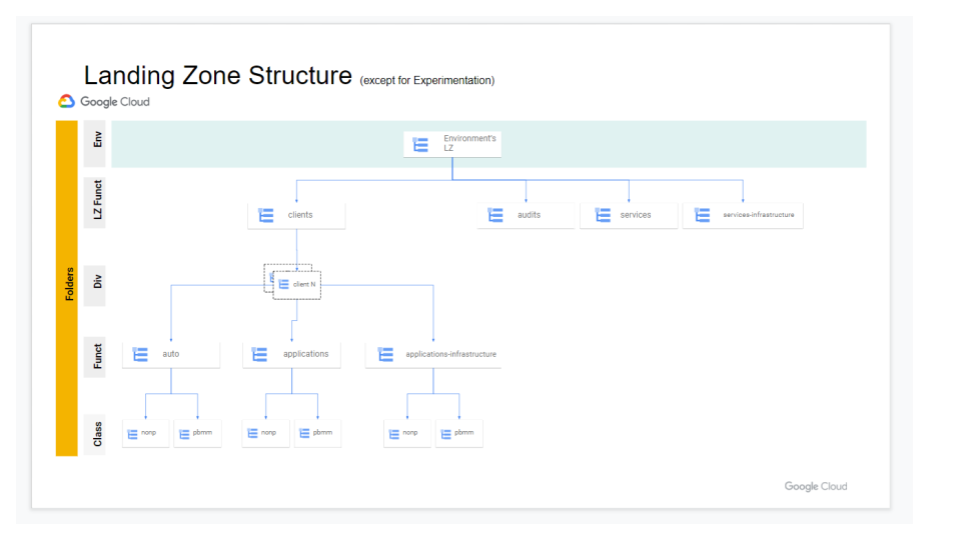 Landing Zone Structure (except for Experimentation)
Google Cloud
Folders
Env
Environment's
LZ
LZ Funct
clients
audits
services
services-infrastructure
Div
client N
Funct
auto
applications
applications-infrastructure
Class
nonp
pbmm
nonp
pbmm
nonp
pbmm
Google Cloud